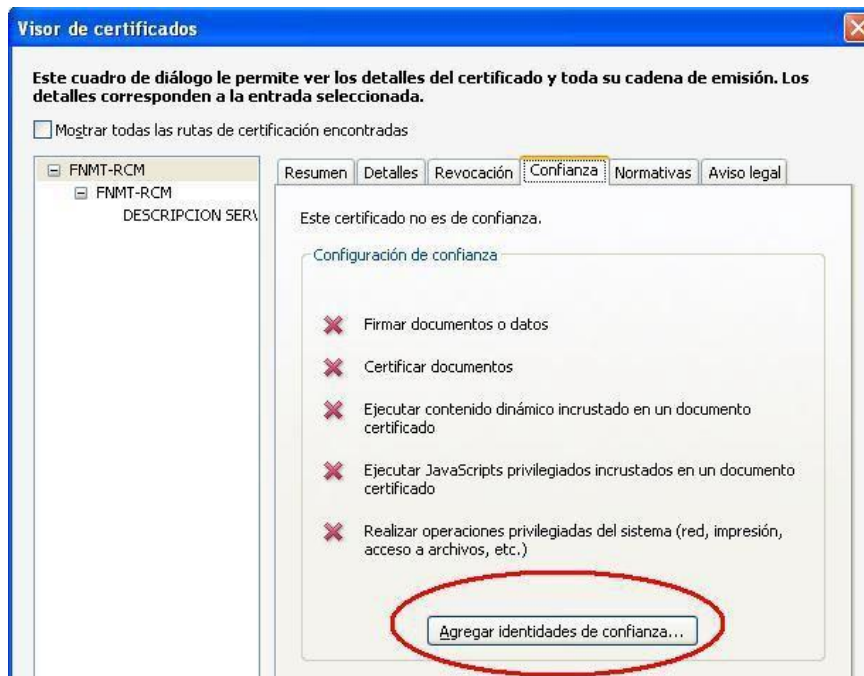 Visor de certificados
Este cuadro de diálogo le permite ver los detalles del certificado y toda su cadena de emisión. Los
detalles corresponden a la entrada seleccionada.
Mostrar todas las rutas de certificación encontradas
FNMT-RCM
FNMT-RCM
DESCRIPCION SERV
Resumen Detalles Revocación Confianza Normativas Aviso legal
Este certificado no es de confianza.
Configuración de confianza
Firmar documentos o datos
Certificar documentos
Ejecutar contenido dinámico incrustado en un documento
certificado
Ejecutar JavaScripts privilegiados incrustados en un documento
certificado
Realizar operaciones privilegiadas del sistema (red, impresión,
acceso a archivos, etc.)
Agregar identidades de confianza...